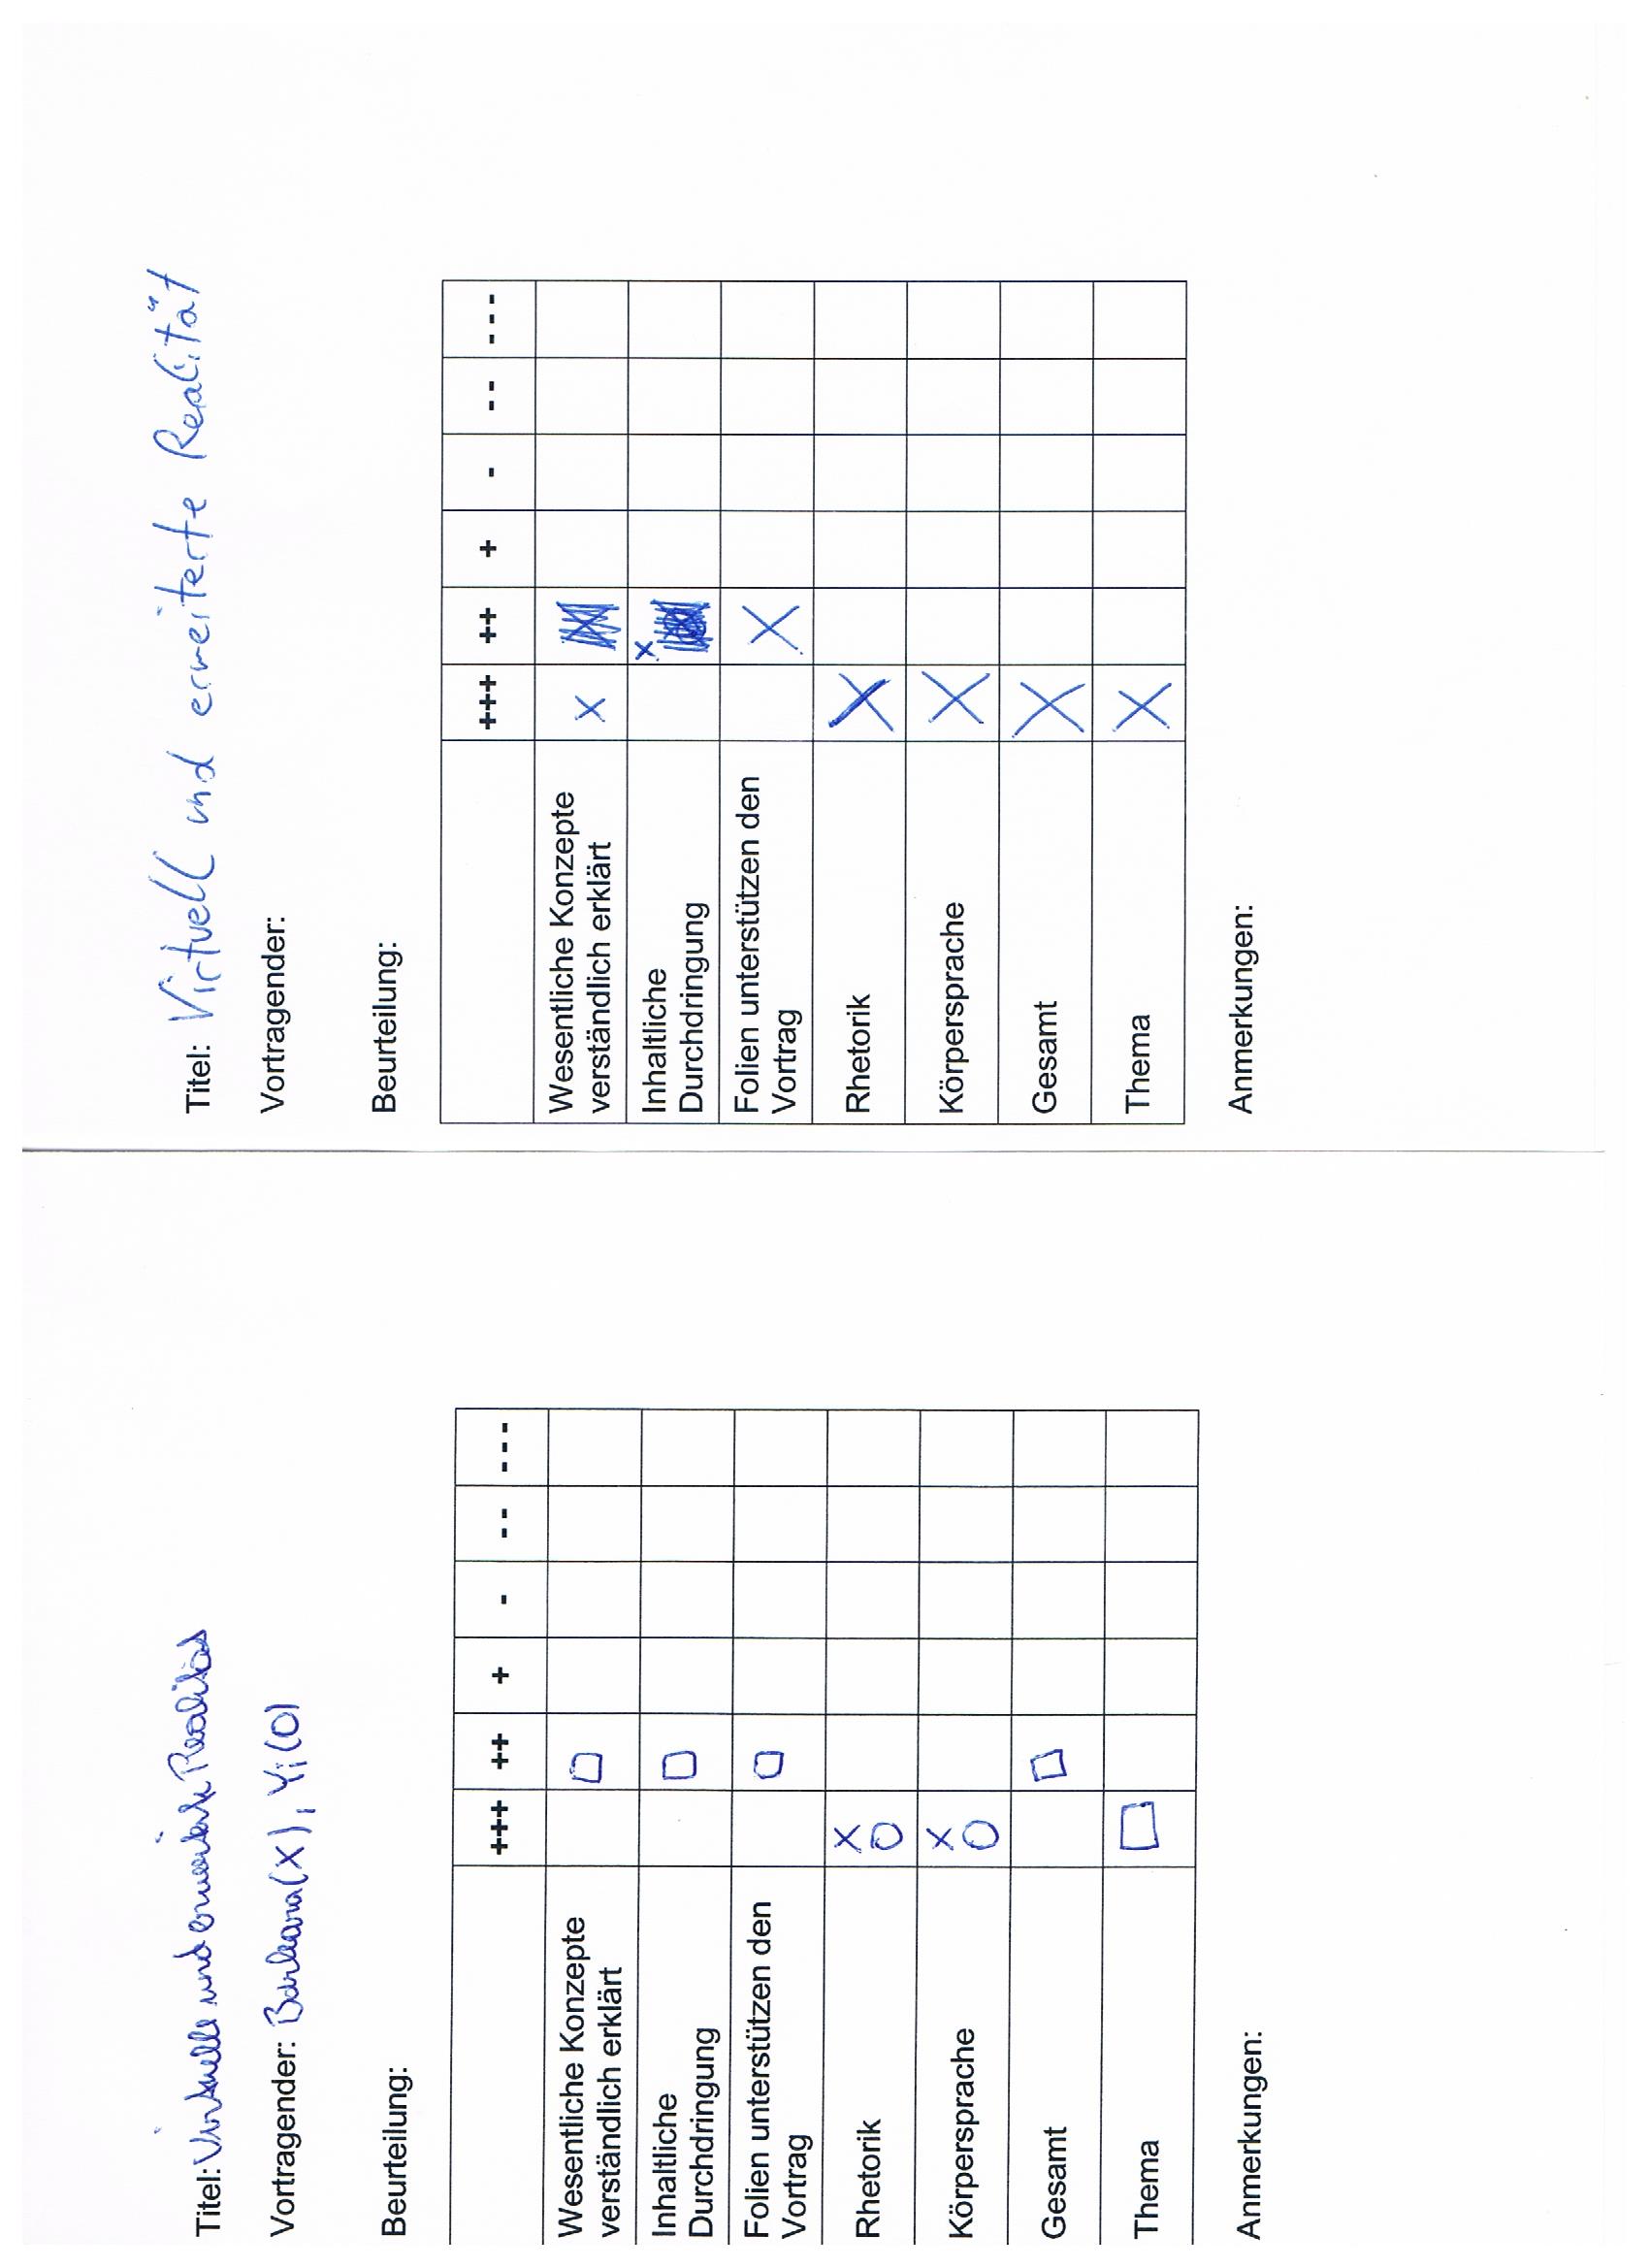 Titel: Virtuelle und erweiterte Realität
Vortragender: Barbara (X), Yi (O)
Beurteilung:
+++ ++ + - -- ---
Wesentliche Konzepte
verständlich erklärt
Inhaltliche
Durchdringung
Folien unterstützen den
Vortrag
Rhetorik X O
Körpersprache X O
Gesamt
Thema
Anmerkungen:
Titel: Virtuell und erweiterte Realität
Vortragender:
Beurteilung:
+++ ++ + - -- ---
Wesentliche Konzepte
verständlich erklärt X
Inhaltliche
Durchdringung X
Folien unterstützen den
Vortrag X
Rhetorik X
Körpersprache X
Gesamt X
Thema X
Anmerkungen: